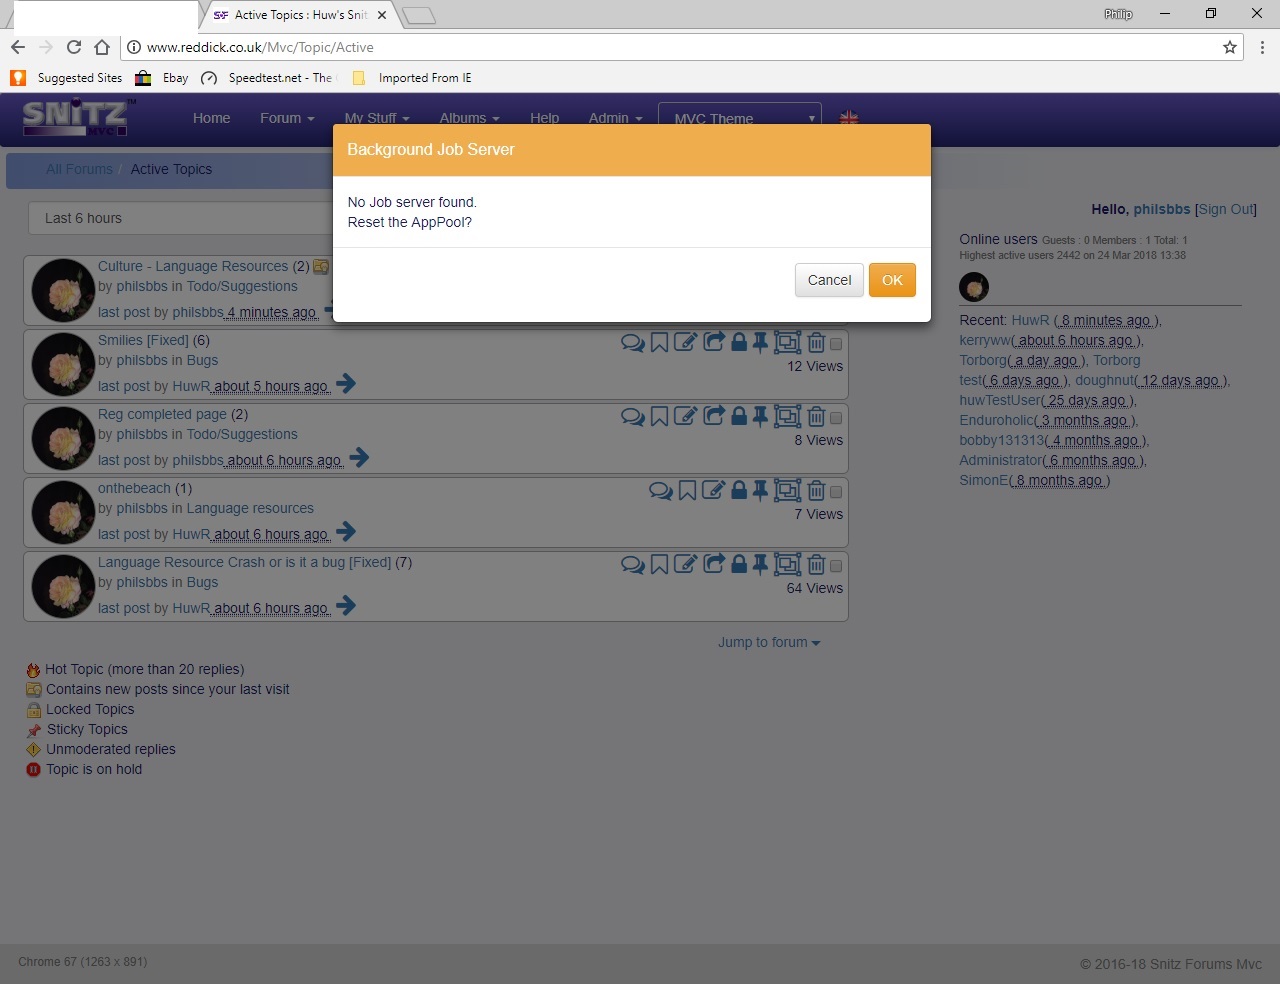 Active Topics : Huw's Snit
Philip
www.reddick.co.uk/Mvc/Topic/Active
Suggested Sites Ebay Speedtest.net - The Imported From IE
SNiTZ™
MVC
Home Forum My Stuff Albums Help Admin MVC Theme
Background Job Server
All Forums / Active Topics
No Job server found.
Reset the AppPool?
Cancel OK
Last 6 hours
Culture - Language Resources (2)
by philsbbs in Todo/Suggestions
last post by philsbbs 4 minutes ago
Smilies [Fixed] (6)
by philsbbs in Bugs
12 Views
last post by HuwR about 5 hours ago
Reg completed page (2)
by philsbbs in Todo/Suggestions
8 Views
last post by philsbbs about 6 hours ago
onthebeach (1)
by philsbbs in Language resources
7 Views
last post by HuwR about 6 hours ago
Language Resource Crash or is it a bug [Fixed] (7)
by philsbbs in Bugs
64 Views
last post by HuwR about 6 hours ago
Jump to forum
Hello, philsbbs [Sign Out]
Online users Guests : 0 Members : 1 Total: 1
Highest active users 2442 on 24 Mar 2018 13:38
Recent: HuwR ( 8 minutes ago ),
kerryww( about 6 hours ago ),
Torborg( a day ago ), Torborg
test( 6 days ago ), doughnut( 12 days ago ),
huwTestUser( 25 days ago ),
Enduroholic( 3 months ago ),
bobby131313( 4 months ago ),
Administrator( 6 months ago ),
SimonE( 8 months ago )
Hot Topic (more than 20 replies)
Contains new posts since your last visit
Locked Topics
Sticky Topics
Unmoderated replies
Topic is on hold
Chrome 67 (1263 x 891)
© 2016-18 Snitz Forums Mvc